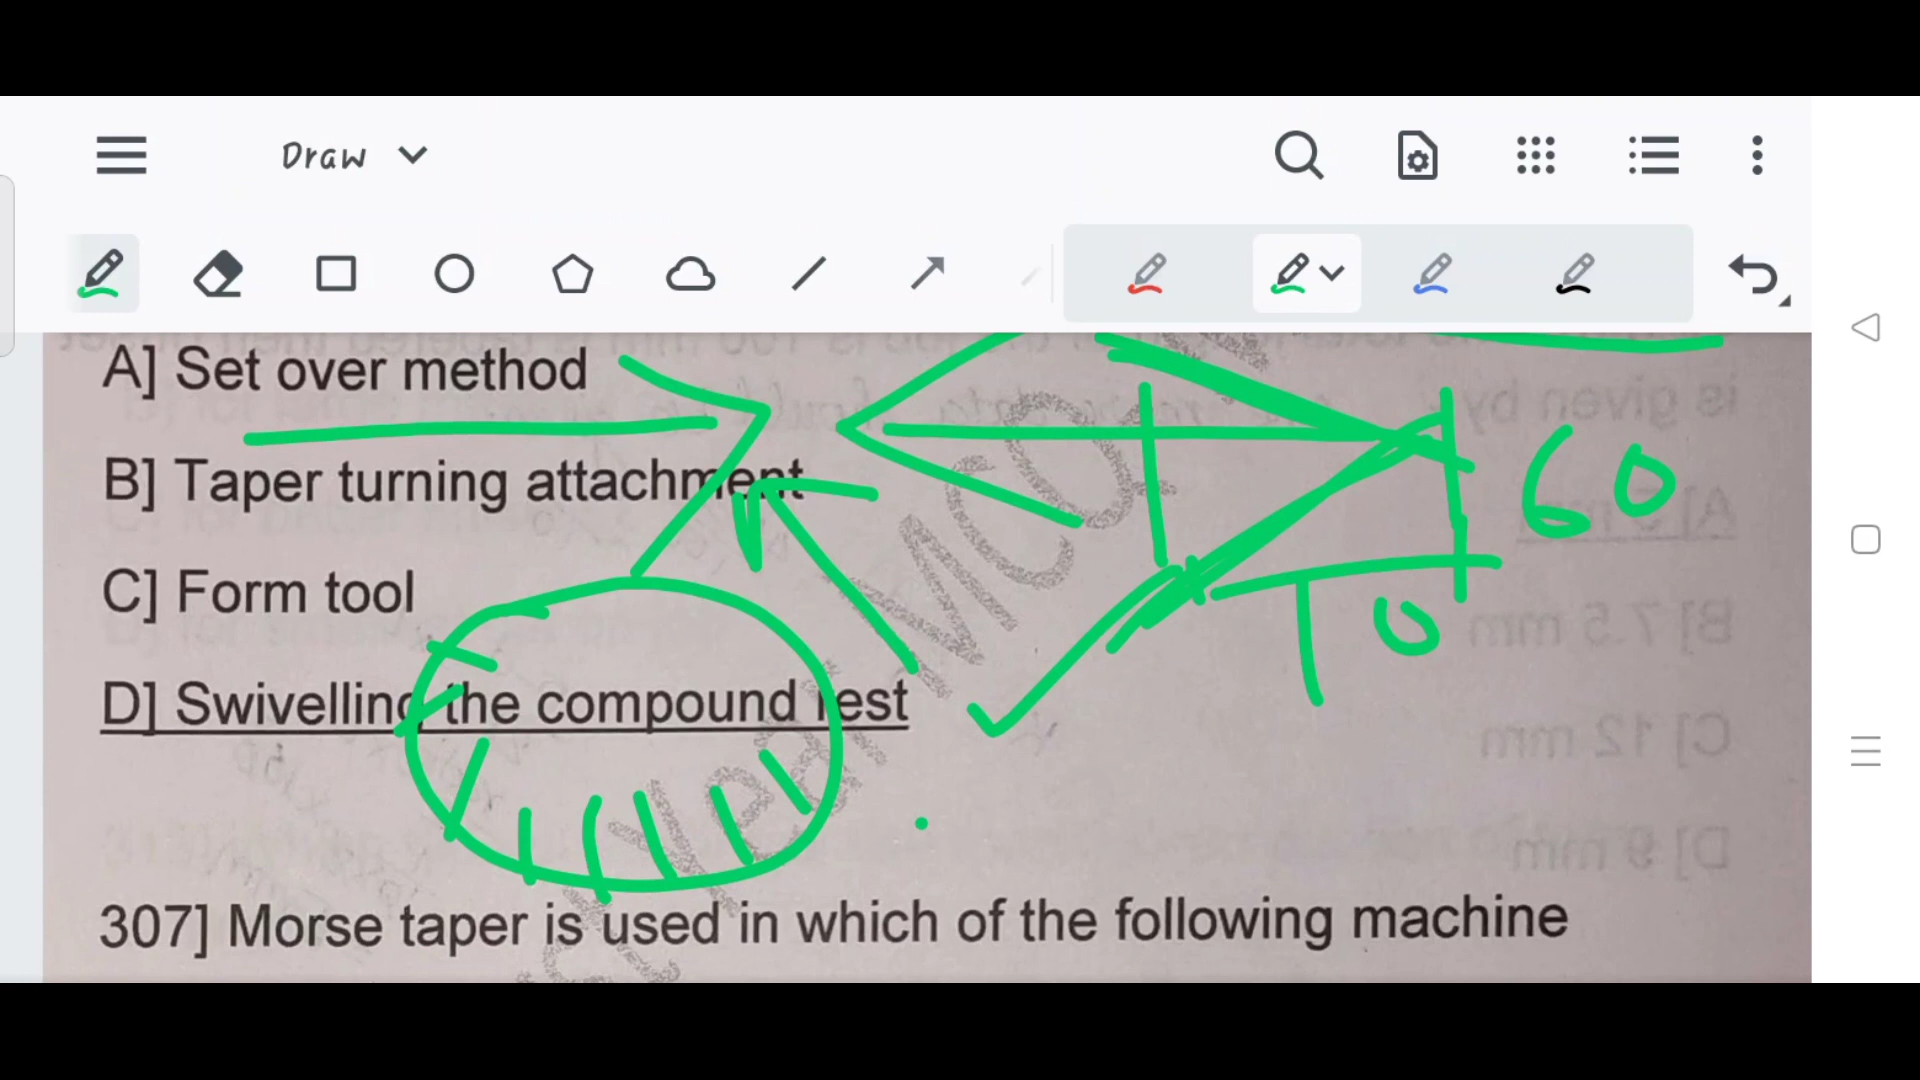 Draw
A] Set over method
B] Taper turning attachment
60
C] Form tool
10
D] Swivelling the compound rest
307] Morse taper is used in which of the following machine